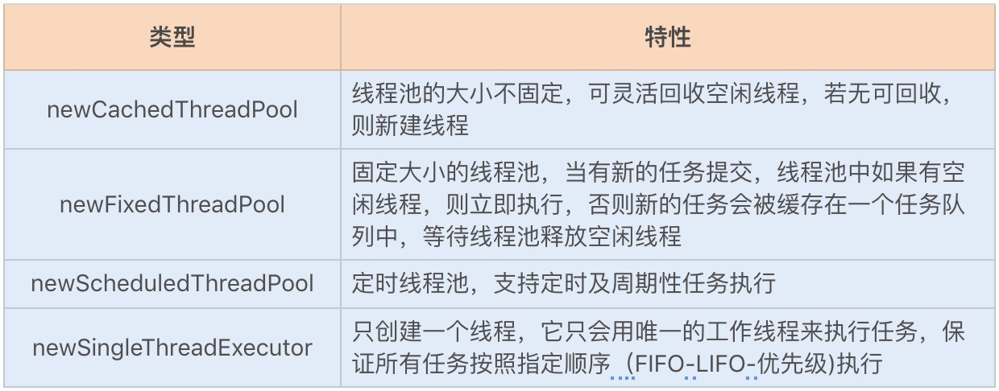 类型
特性
newCachedThreadPool
线程池的大小不固定，可灵活回收空闲线程，若无可回收，
则新建线程
newFixedThreadPool
固定大小的线程池，当有新的任务提交，线程池中如果有空
闲线程，则立即执行，否则新的任务会被缓存在一个任务队
列中，等待线程池释放空闲线程
newScheduledThreadPool
定时线程池，支持定时及周期性任务执行
newSingleThreadExecutor
只创建一个线程，它只会用唯一的工作线程来执行任务，保
证所有任务按照指定顺序（FIFO-LIFO-优先级)执行